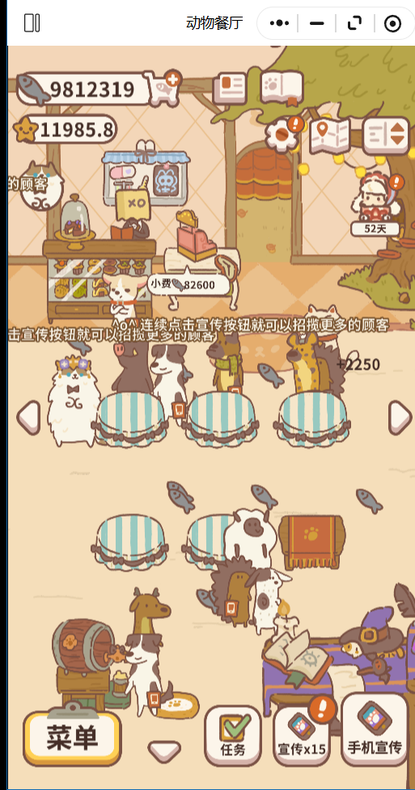 动物餐厅
9812319
11985.8
的顾客
XO
52天
小费 82600
^o^ 连续点击宣传按钮就可以招揽更多的顾客
击宣传按钮就可以招揽更多的顾客
+2250
菜单
任务
宣传x15
手机宣传